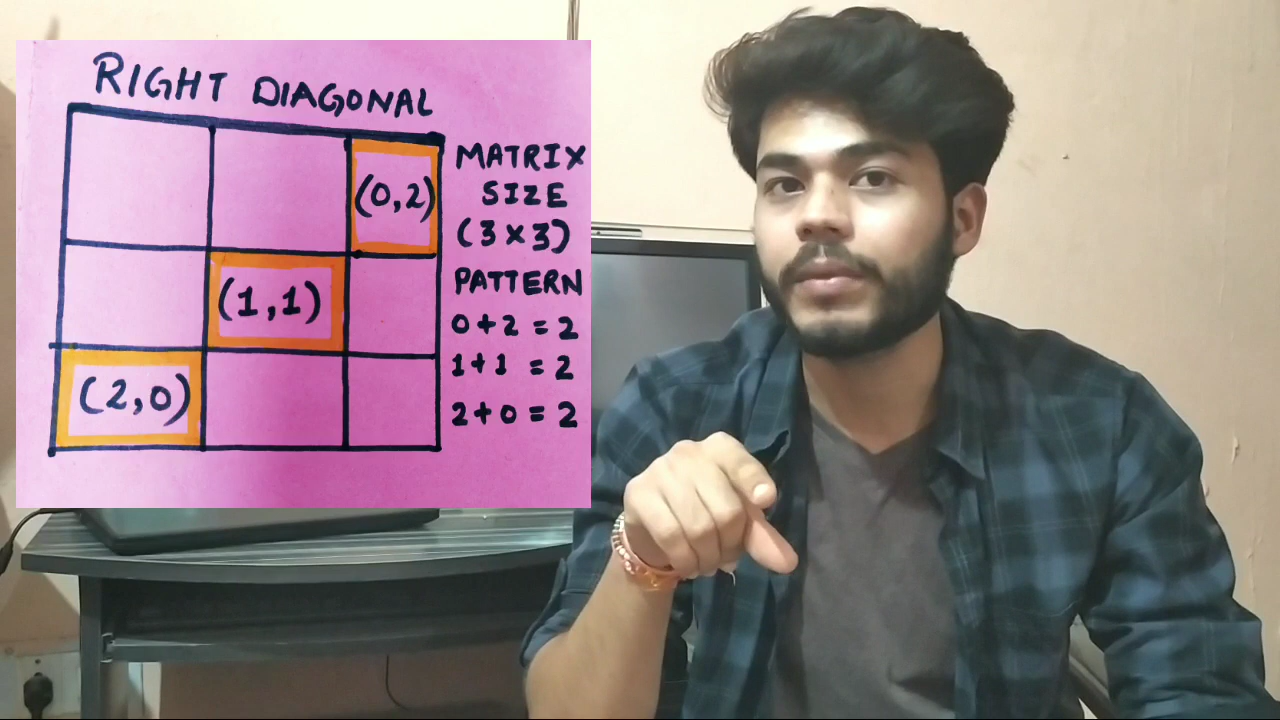 RIGHT DIAGONAL
(0,2)
(1,1)
(2,0)
MATRIX
SIZE
(3×3)
PATTERN
0+2=2
1+1=2
2+0=2